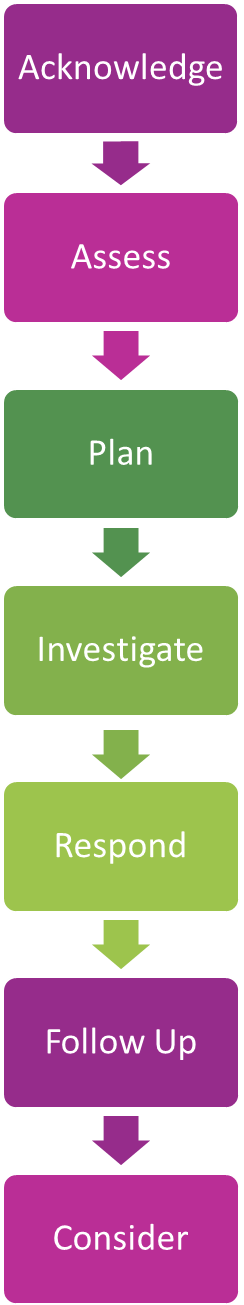 Acknowledge
Assess
Plan
Investigate
Respond
Follow Up
Consider